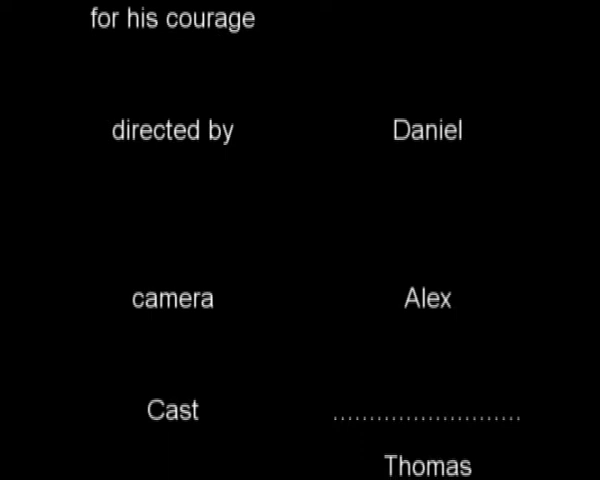 for his courage
directed by Daniel
camera Alex
Cast ..........................
Thomas